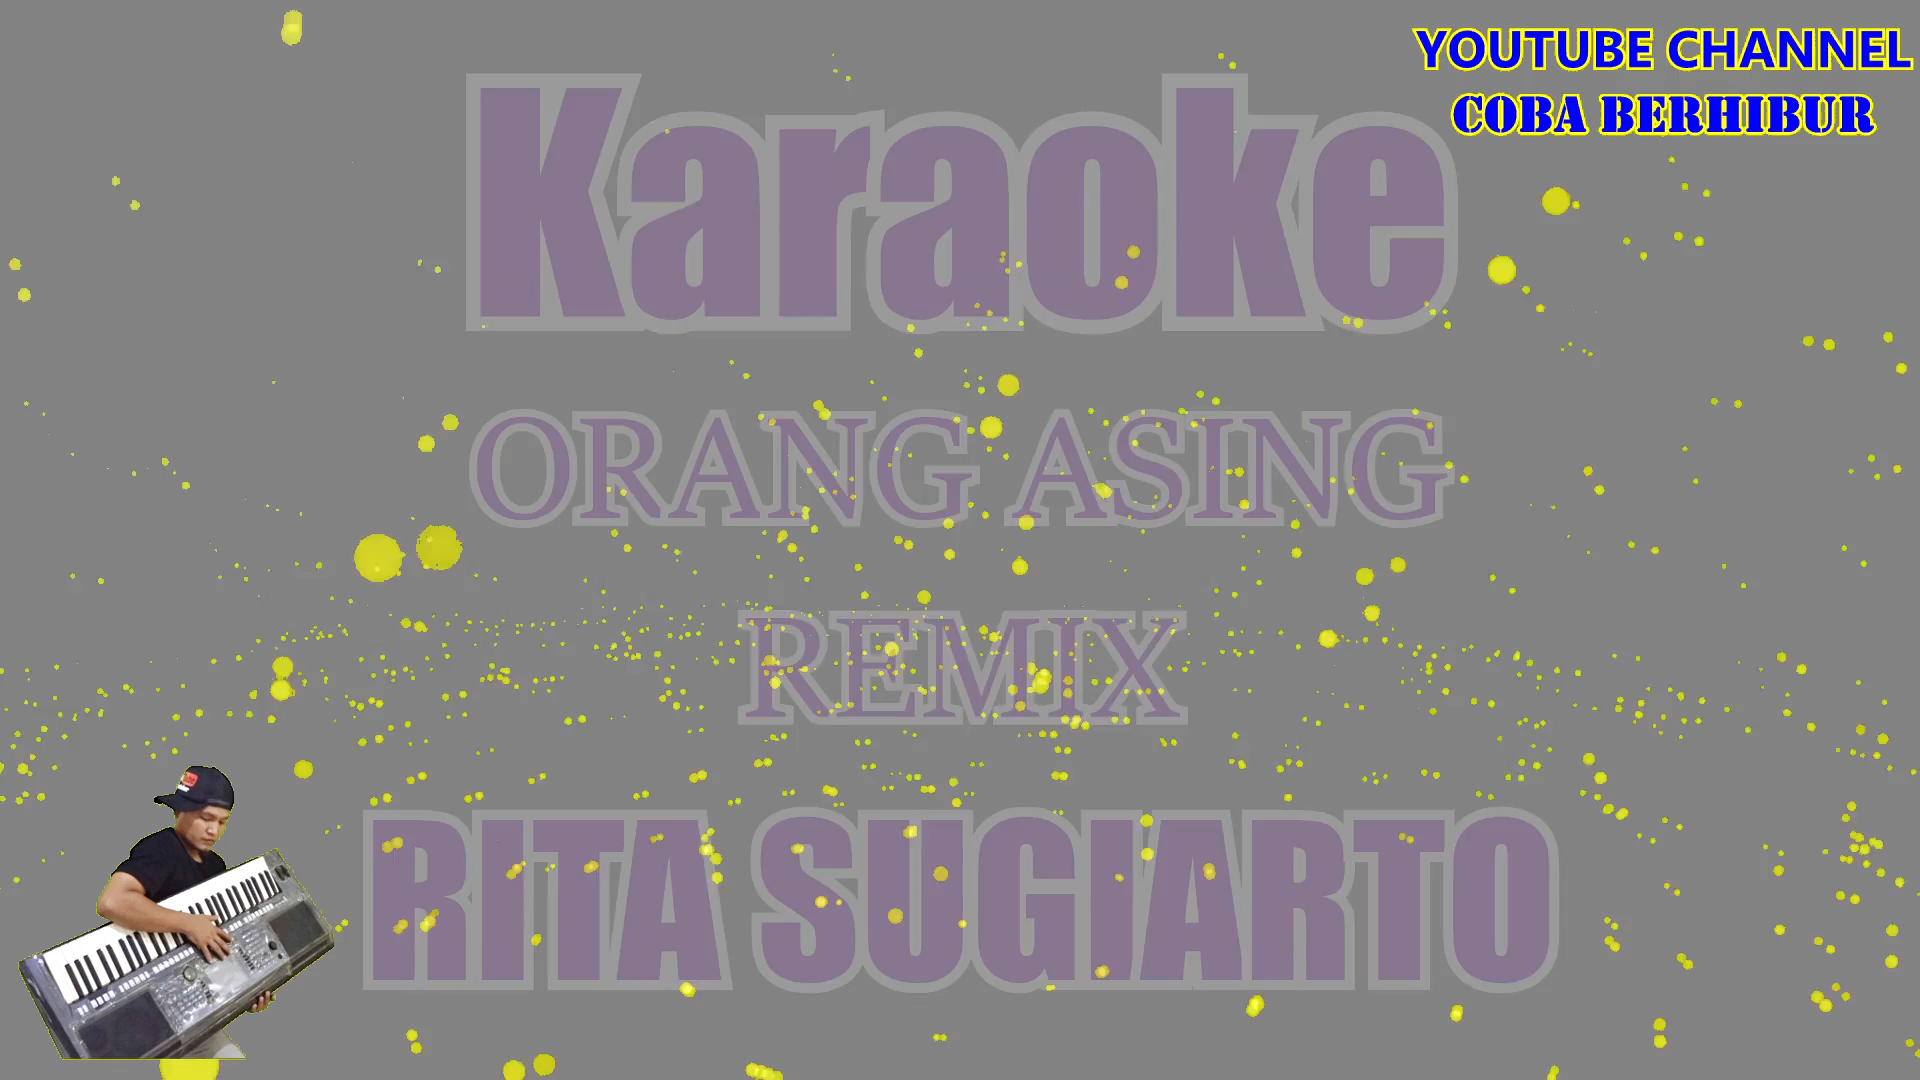 YOUTUBE CHANNEL
COBA BERHIBUR
Karaoke
ORANG ASING
REMIX
RITA SUGIARTO